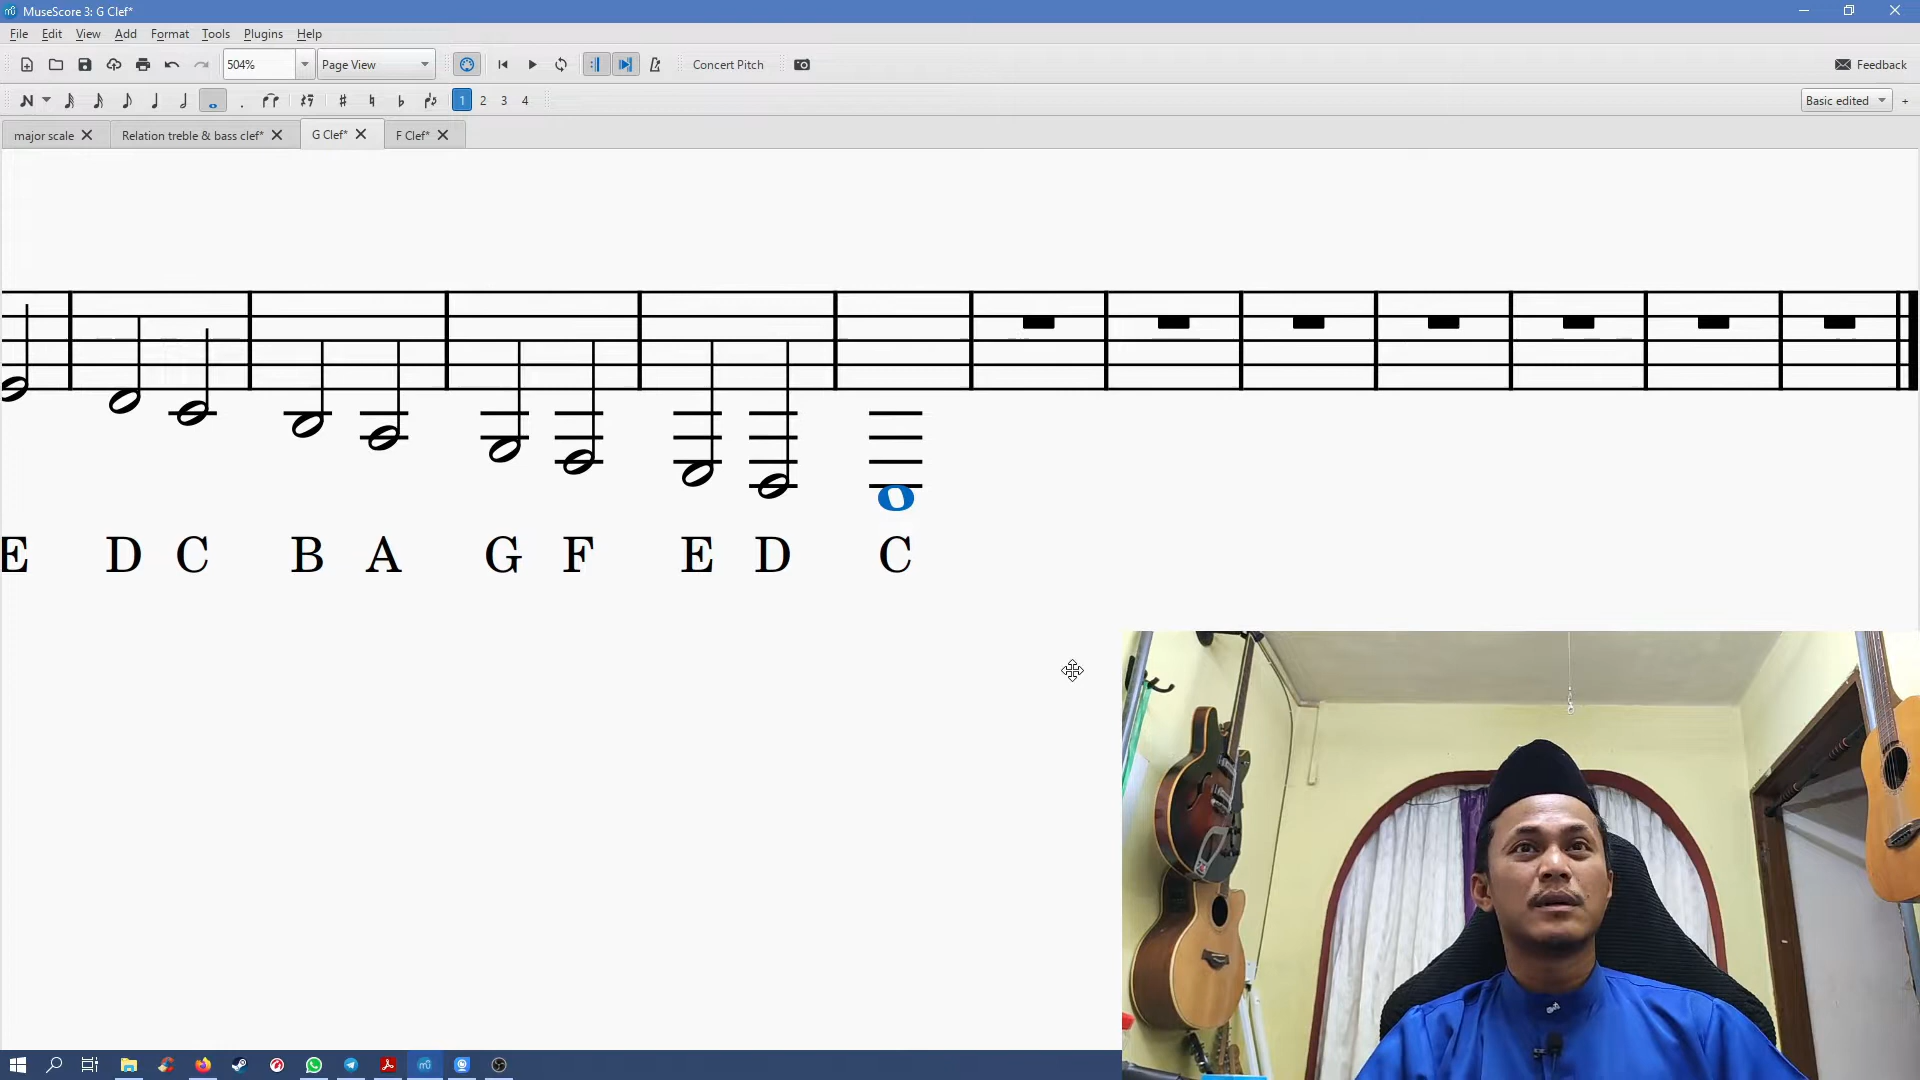 MuseScore 3: G Clef*
File Edit View Add Format Tools Plugins Help
504% Page View Concert Pitch Feedback
N 1 2 3 4 Basic edited
major scale Relation treble & bass clef* G Clef* F Clef*
E D C B A G F E D C